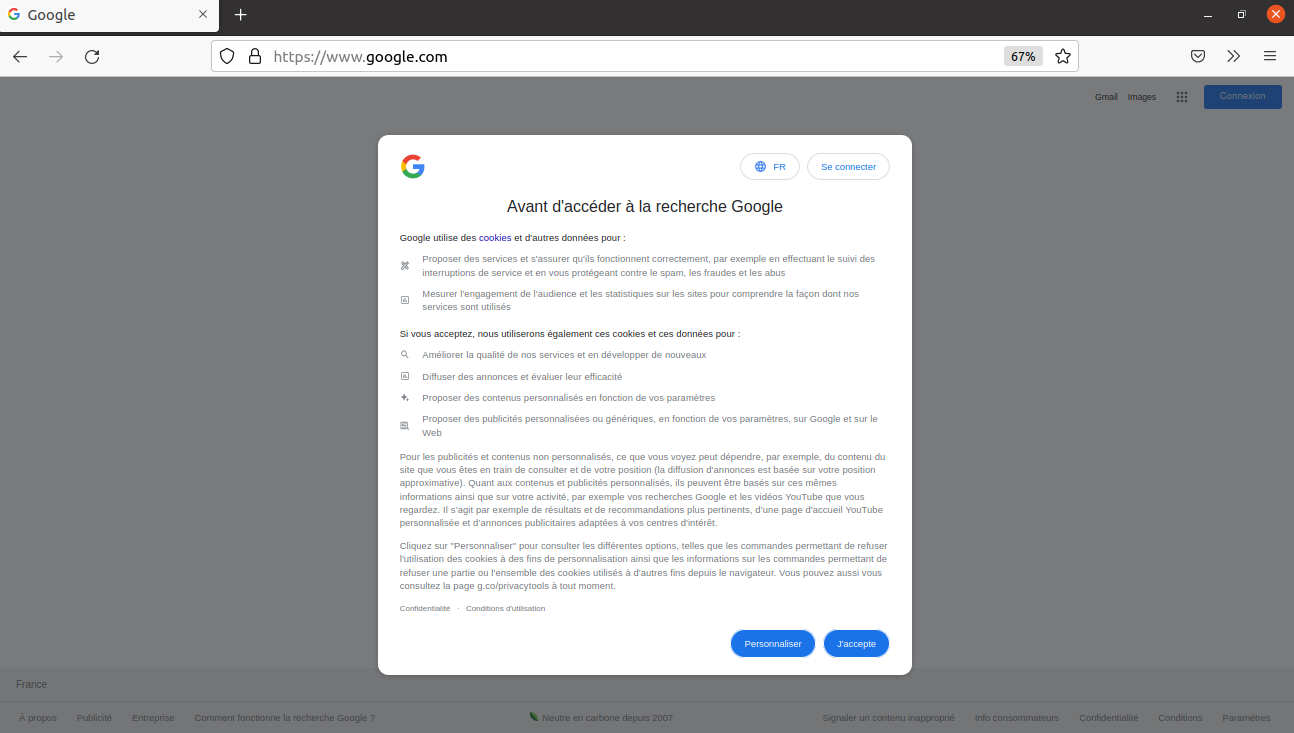 Google
https://www.google.com
67%
Gmail Images Connexion
FR Se connecter
Avant d'accéder à la recherche Google
Google utilise des cookies et d'autres données pour :
Proposer des services et s'assurer qu'ils fonctionnent correctement, par exemple en effectuant le suivi des
interruptions de service et en vous protégeant contre le spam, les fraudes et les abus
Mesurer l'engagement de l'audience et les statistiques sur les sites pour comprendre la façon dont nos
services sont utilisés
Si vous acceptez, nous utiliserons également ces cookies et ces données pour :
Améliorer la qualité de nos services et en développer de nouveaux
Diffuser des annonces et évaluer leur efficacité
Proposer des contenus personnalisés en fonction de vos paramètres
Proposer des publicités personnalisées ou génériques, en fonction de vos paramètres, sur Google et sur le
Web
Pour les publicités et contenus non personnalisés, ce que vous voyez peut dépendre, par exemple, du contenu du
site que vous êtes en train de consulter et de votre position (la diffusion d'annonces est basée sur votre position
approximative). Quant aux contenus et publicités personnalisés, ils peuvent être basés sur ces mêmes
informations ainsi que sur votre activité, par exemple vos recherches Google et les vidéos YouTube que vous
regardez. Il s'agit par exemple de résultats et de recommandations plus pertinents, d'une page d'accueil YouTube
personnalisée et d'annonces publicitaires adaptées à vos centres d'intérêt.
Cliquez sur "Personnaliser" pour consulter les différentes options, telles que les commandes permettant de refuser
l'utilisation des cookies à des fins de personnalisation ainsi que les informations sur les commandes permettant de
refuser une partie ou l'ensemble des cookies utilisés à d'autres fins depuis le navigateur. Vous pouvez aussi vous
consultez la page g.co/privacytools à tout moment.
Confidentialité · Conditions d'utilisation
Personnaliser J'accepte
France
À propos Publicité Entreprise Comment fonctionne la recherche Google ? Neutre en carbone depuis 2007 Signaler un contenu inapproprié Info consommateurs Confidentialité Conditions Paramètres